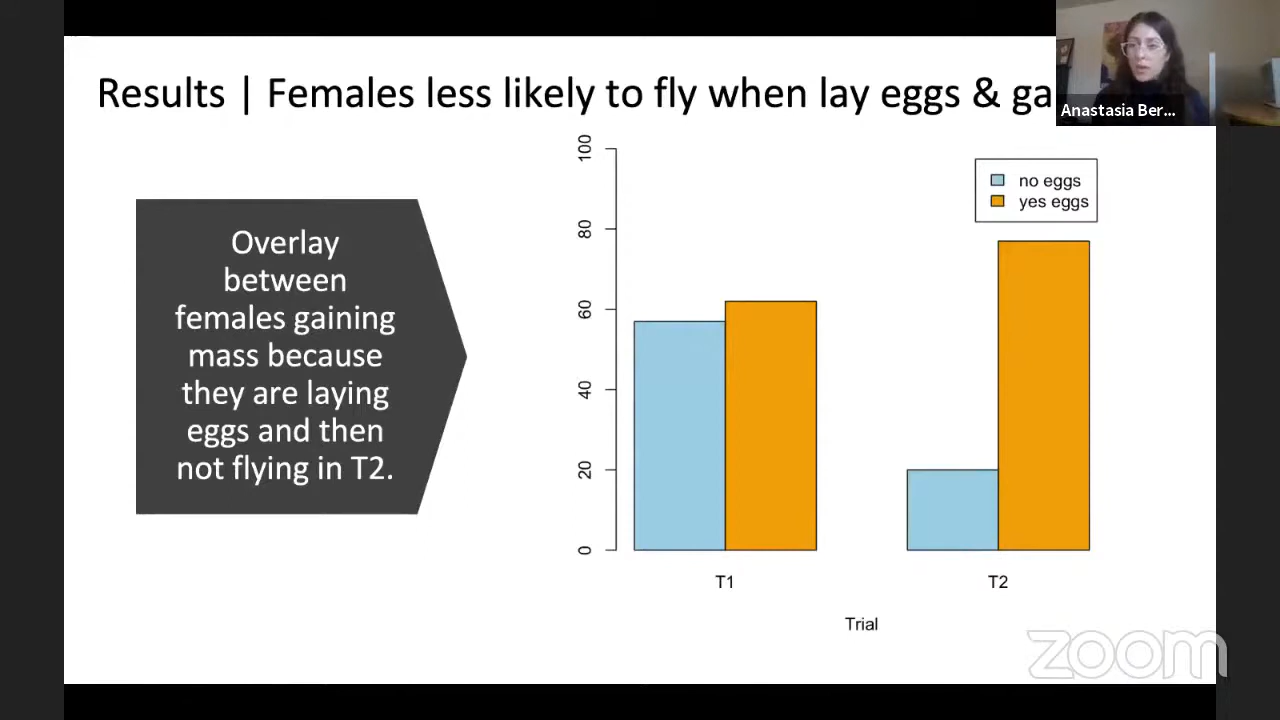 Results | Females less likely to fly when lay eggs & ga
Anastasia Ber...
Overlay
between
females gaining
mass because
they are laying
eggs and then
not flying in T2.
100
80
60
40
20
0
no eggs
yes eggs
T1
T2
Trial
zoom